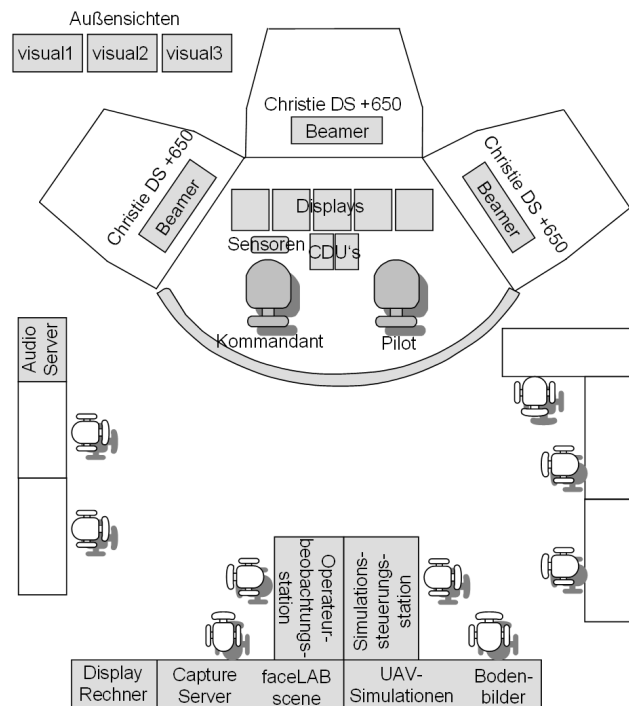 Außensichten
visual1 visual2 visual3
Christie DS +650
Beamer
Christie DS +650
Beamer
Christie DS +650
Beamer
Displays
Sensoren
CDU's
Kommandant
Pilot
Audio
Server
Operateur-
beobachtungs-
station
Simulations-
steuerungs-
station
Display
Rechner
Capture
Server
faceLAB
scene
UAV-
Simulationen
Boden-
bilder